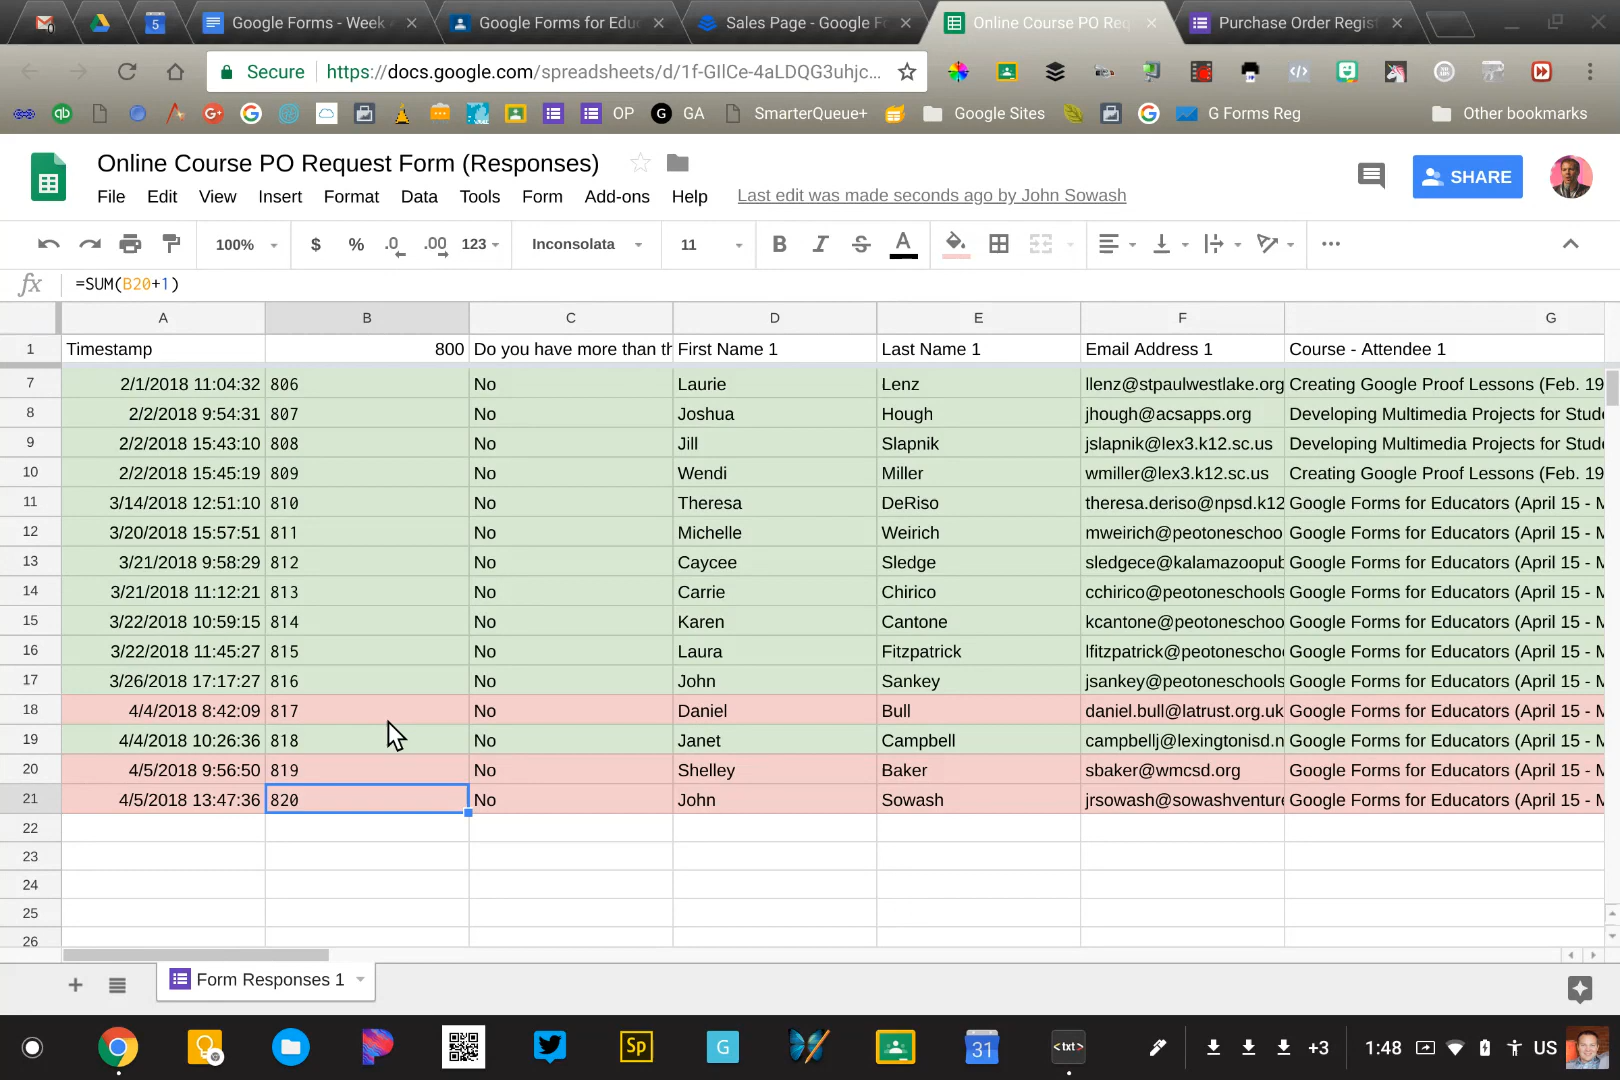 Google Forms - Week
Google Forms for Edu
Sales Page - Google Fo
Online Course PO Req
Purchase Order Regist
Secure
https://docs.google.com/spreadsheets/d/1f-GIlCe-4aLDQG3uhjc...
OP
GA
SmarterQueue+
Google Sites
G Forms Reg
Other bookmarks
Online Course PO Request Form (Responses)
File Edit View Insert Format Data Tools Form Add-ons Help
Last edit was made seconds ago by John Sowash
SHARE
100% $ % .0 .00 123 Inconsolata 11 B I S A
fx =SUM(B20+1)
A B C D E F G
1 Timestamp 800 Do you have more than th First Name 1 Last Name 1 Email Address 1 Course - Attendee 1
7 2/1/2018 11:04:32 806 No Laurie Lenz llenz@stpaulwestlake.org Creating Google Proof Lessons (Feb. 19
8 2/2/2018 9:54:31 807 No Joshua Hough jhough@acsapps.org Developing Multimedia Projects for Stude
9 2/2/2018 15:43:10 808 No Jill Slapnik jslapnik@lex3.k12.sc.us Developing Multimedia Projects for Stude
10 2/2/2018 15:45:19 809 No Wendi Miller wmiller@lex3.k12.sc.us Creating Google Proof Lessons (Feb. 19
11 3/14/2018 12:51:10 810 No Theresa DeRiso theresa.deriso@npsd.k12 Google Forms for Educators (April 15 - M
12 3/20/2018 15:57:51 811 No Michelle Weirich mweirich@peotoneschoo Google Forms for Educators (April 15 - M
13 3/21/2018 9:58:29 812 No Caycee Sledge sledgece@kalamazoopub Google Forms for Educators (April 15 - M
14 3/21/2018 11:12:21 813 No Carrie Chirico cchirico@peotoneschools Google Forms for Educators (April 15 - M
15 3/22/2018 10:59:15 814 No Karen Cantone kcantone@peotoneschoo Google Forms for Educators (April 15 - M
16 3/22/2018 11:45:27 815 No Laura Fitzpatrick lfitzpatrick@peotoneschoo Google Forms for Educators (April 15 - M
17 3/26/2018 17:17:27 816 No John Sankey jsankey@peotoneschools Google Forms for Educators (April 15 - M
18 4/4/2018 8:42:09 817 No Daniel Bull daniel.bull@latrust.org.uk Google Forms for Educators (April 15 - M
19 4/4/2018 10:26:36 818 No Janet Campbell campbellj@lexingtonisd.n Google Forms for Educators (April 15 - M
20 4/5/2018 9:56:50 819 No Shelley Baker sbaker@wmcsd.org Google Forms for Educators (April 15 - M
21 4/5/2018 13:47:36 820 No John Sowash jrsowash@sowashventure Google Forms for Educators (April 15 - M
22
23
24
25
26
Form Responses 1
Sp
G
31
<txt>
+3
1:48
US